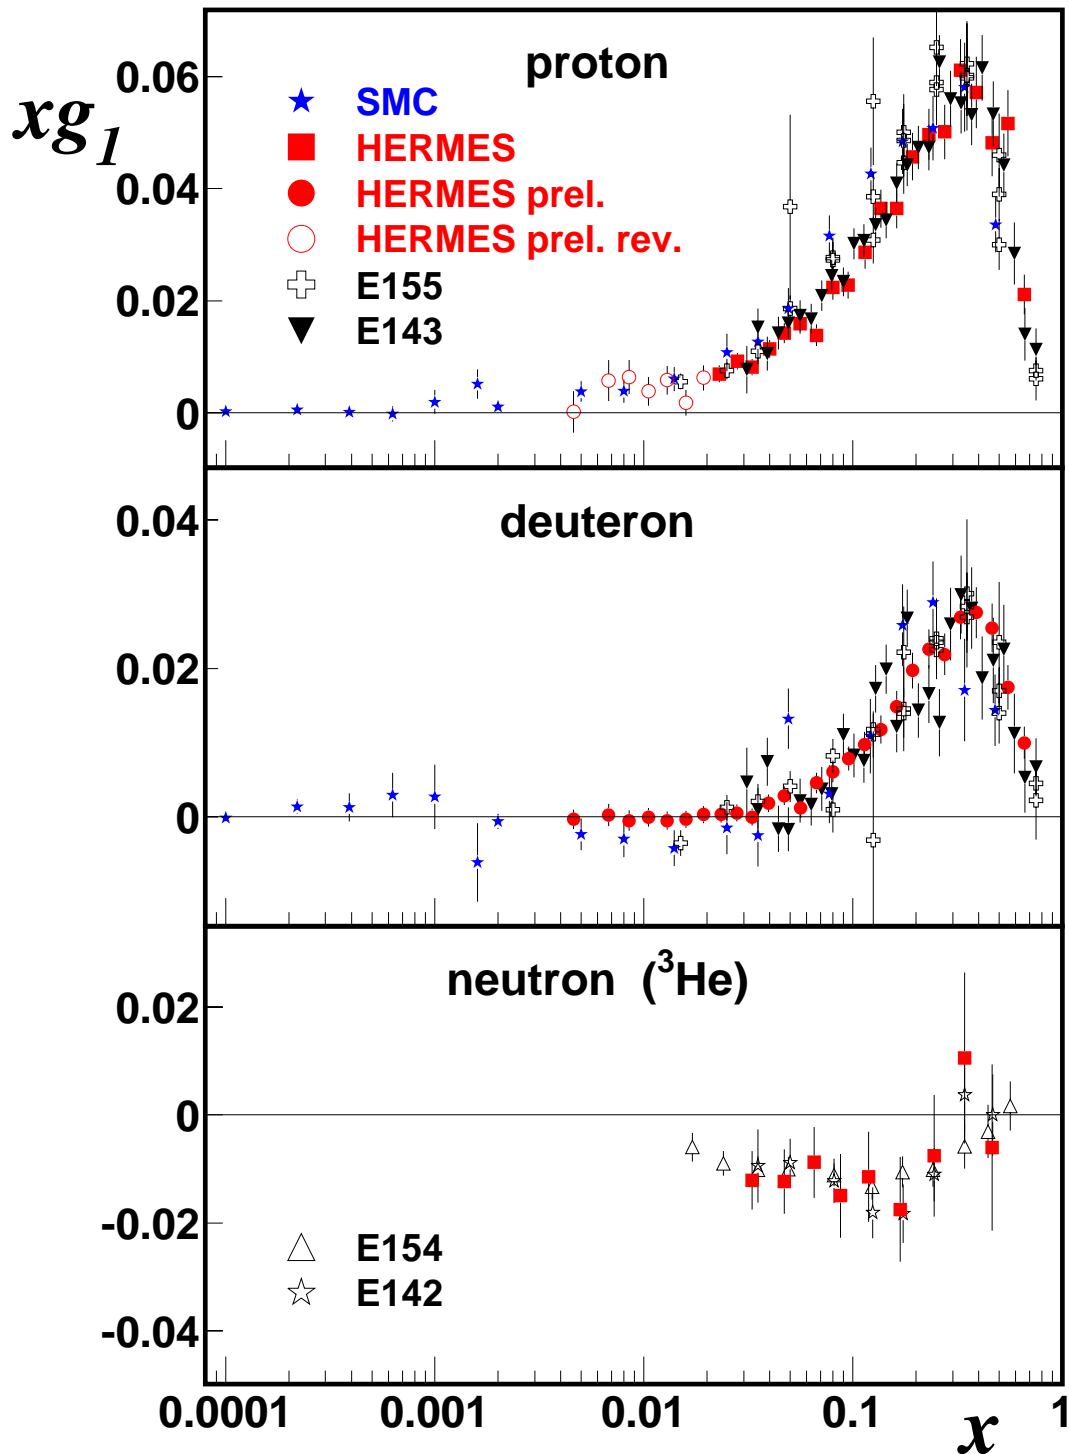 proton
0.06
xg1
SMC
HERMES
0.04
HERMES prel.
HERMES prel. rev.
0.02
E155
E143
0
deuteron
0.04
0.02
0
neutron (³He)
0.02
0
-0.02
E154
E142
-0.04
0.0001 0.001 0.01 0.1 1
x